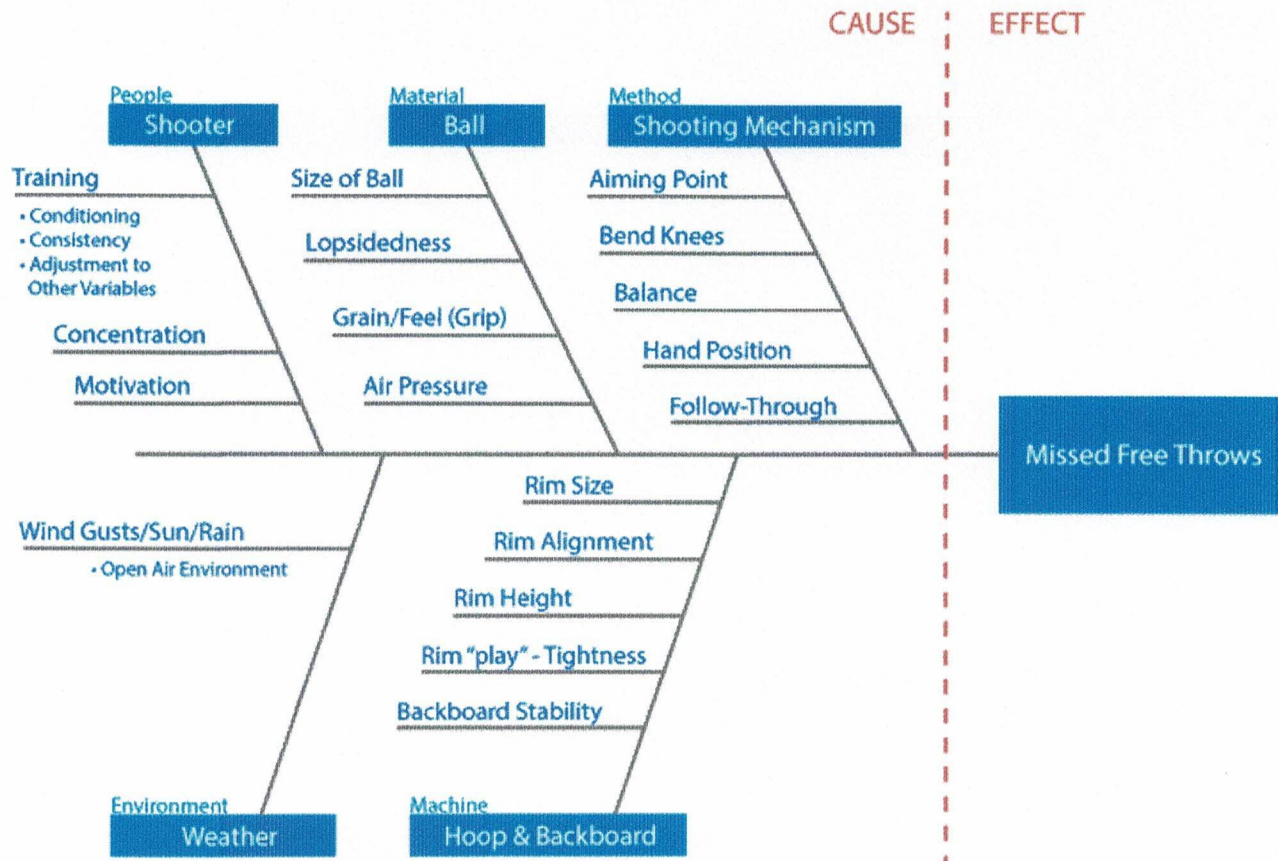 CAUSE
EFFECT
People
Shooter
Training
• Conditioning
• Consistency
• Adjustment to
Other Variables
Concentration
Motivation
Material
Ball
Size of Ball
Lopsidedness
Grain/Feel (Grip)
Air Pressure
Method
Shooting Mechanism
Aiming Point
Bend Knees
Balance
Hand Position
Follow-Through
Missed Free Throws
Wind Gusts/Sun/Rain
• Open Air Environment
Environment
Weather
Rim Size
Rim Alignment
Rim Height
Rim “play” - Tightness
Backboard Stability
Machine
Hoop & Backboard